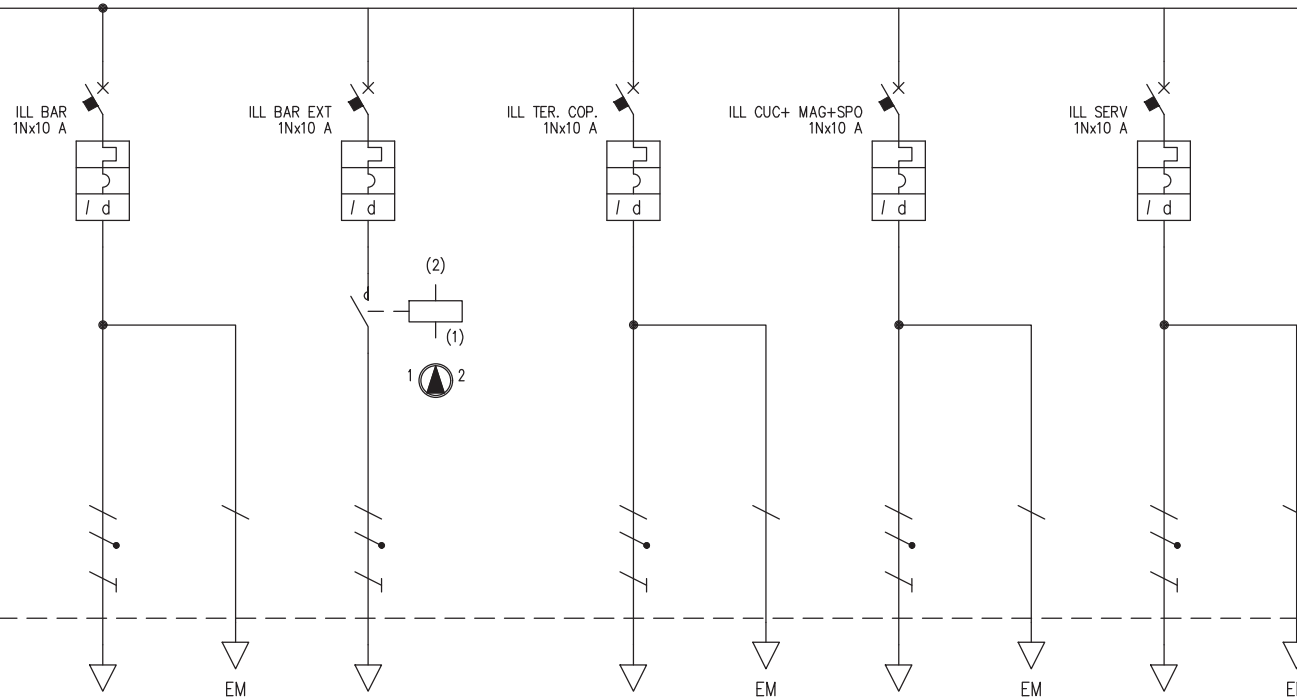 ILL BAR
1Nx10 A
ILL BAR EXT
1Nx10 A
ILL TER. COP.
1Nx10 A
ILL CUC+ MAG+SPO
1Nx10 A
ILL SERV
1Nx10 A
I d
I d
I d
I d
I d
(2)
(1)
1 2
EM
EM
EM